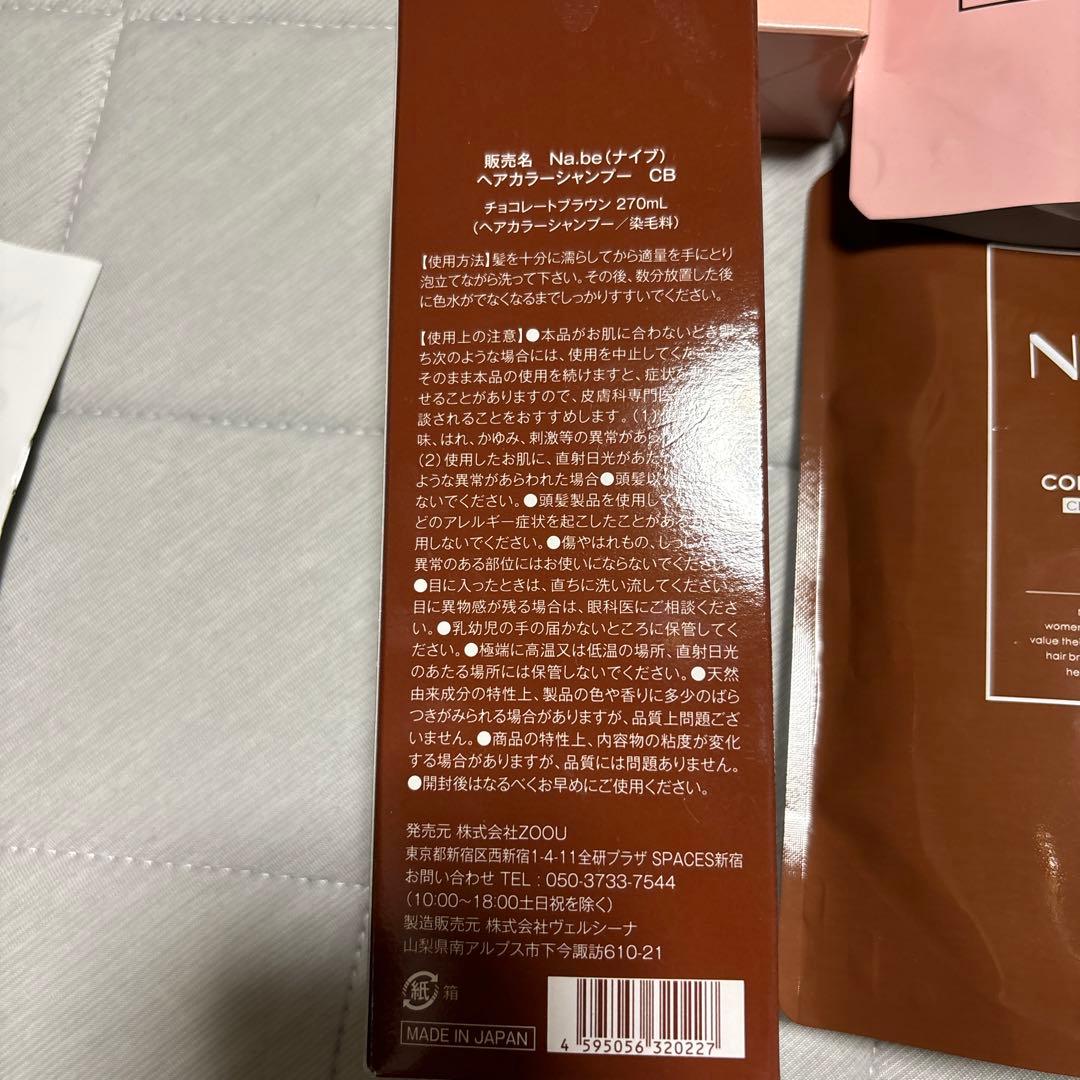 販売名 Na.be(ナイブ)
ヘアカラーシャンプー CB
チョコレートブラウン 270mL
(ヘアカラーシャンプー/染毛料)
【使用方法】髪を十分に濡らしてから適量を手にとり
泡立てながら洗って下さい。その後、数分放置した後
に色水がでなくなるまでしっかりすすいでください。
【使用上の注意】●本品がお肌に合わないとき
ち次のような場合には、使用を中止してくだ
そのまま本品の使用を続けますと、症状を
せることがありますので、皮膚科専門医
談されることをおすすめします。(1)使
味、はれ、かゆみ、刺激等の異常があら
(2)使用したお肌に、直射日光があた
ような異常があらわれた場合●頭髪以
ないでください。●頭髪製品を使用して
どのアレルギー症状を起こしたことがある
用しないでください。●傷やはれもの、しっしん
異常のある部位にはお使いにならないでください。
●目に入ったときは、直ちに洗い流してください。
目に異物感が残る場合は、眼科医にご相談くださ
い。●乳幼児の手の届かないところに保管してく
ださい。●極端に高温又は低温の場所、直射日光
のあたる場所には保管しないでください。●天然
由来成分の特性上、製品の色や香りに多少のばら
つきがみられる場合がありますが、品質上問題ござ
いません。●商品の特性上、内容物の粘度が変化
する場合がありますが、品質には問題ありません。
●開封後はなるべくお早めにご使用ください。
発売元 株式会社ZOOU
東京都新宿区西新宿1-4-11全研プラザ SPACES新宿
お問い合わせ TEL : 050-3733-7544
(10:00〜18:00土日祝を除く)
製造販売元 株式会社ヴェルシーナ
山梨県南アルプス市下今諏訪610-21
紙 箱
MADE IN JAPAN
4 595056 320227
N
women
value thei
hair br
he